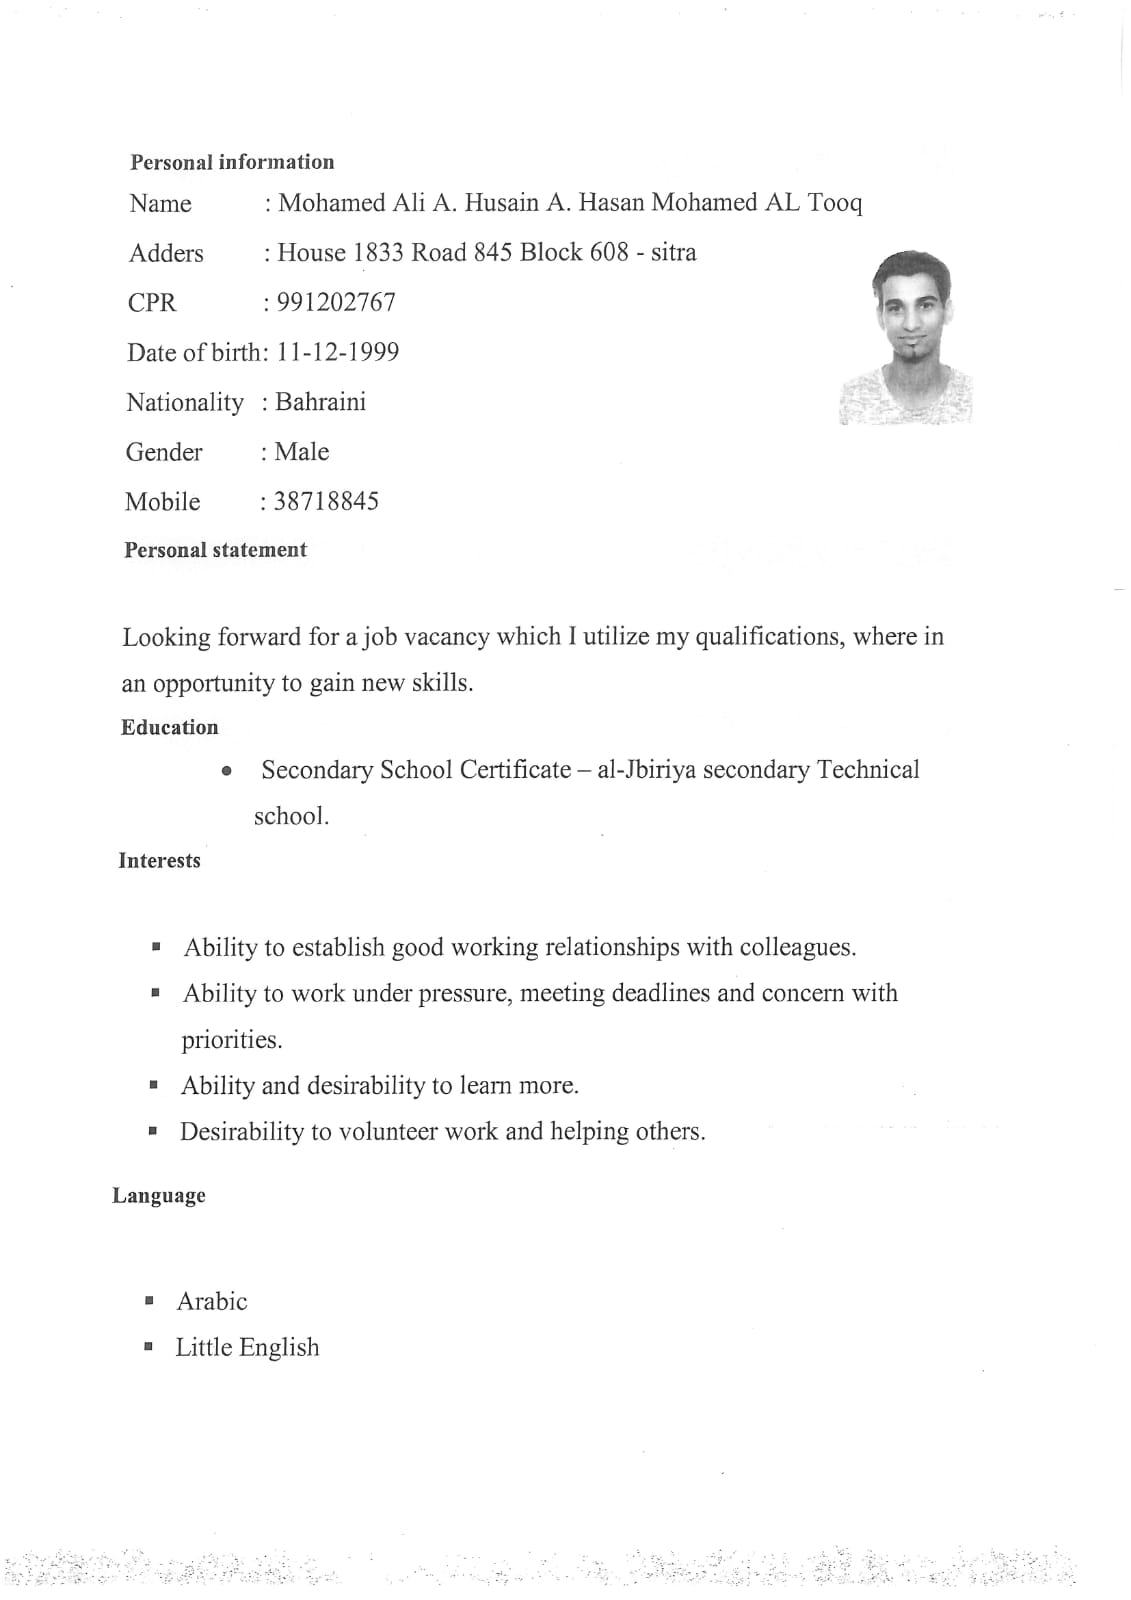 Personal information
Name : Mohamed Ali A. Husain A. Hasan Mohamed AL Tooq
Adders : House 1833 Road 845 Block 608 - sitra
CPR : 991202767
Date of birth: 11-12-1999
Nationality : Bahraini
Gender : Male
Mobile : 38718845
Personal statement
Looking forward for a job vacancy which I utilize my qualifications, where in
an opportunity to gain new skills.
Education
• Secondary School Certificate – al-Jbiriya secondary Technical
school.
Interests
▪ Ability to establish good working relationships with colleagues.
▪ Ability to work under pressure, meeting deadlines and concern with
priorities.
▪ Ability and desirability to learn more.
▪ Desirability to volunteer work and helping others.
Language
▪ Arabic
▪ Little English